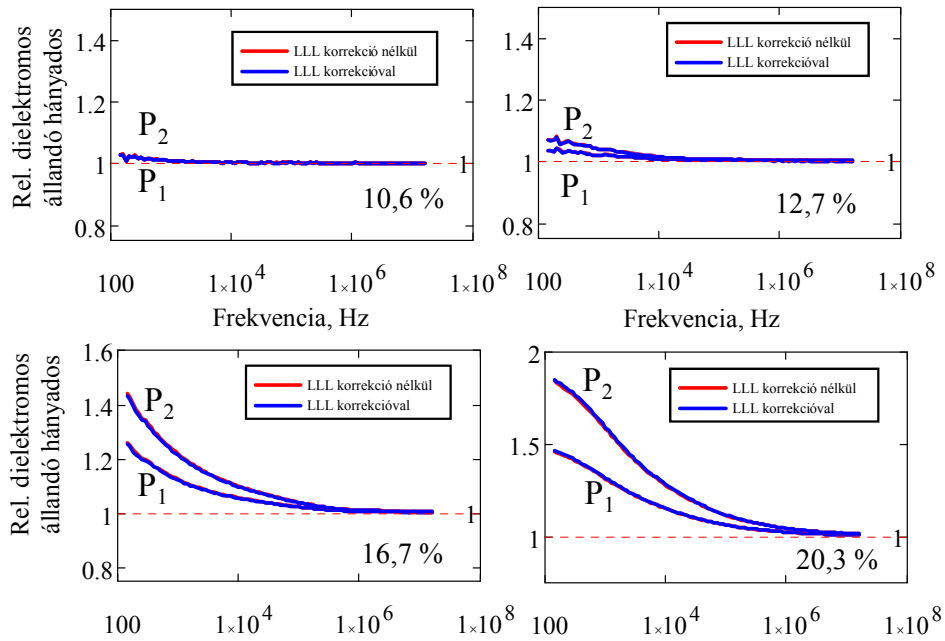 Rel. dielektromos
állandó hányados
1.4
1.2
1
0.8
LLL korrekció nélkül
LLL korrekcióval
P2
P1
1
10,6 %
100
1×10^4
1×10^6
1×10^8
Frekvencia, Hz
1.4
1.2
1
0.8
LLL korrekció nélkül
LLL korrekcióval
P2
P1
1
12,7 %
100
1×10^4
1×10^6
1×10^8
Frekvencia, Hz
Rel. dielektromos
állandó hányados
1.6
1.4
1.2
1
0.8
LLL korrekció nélkül
LLL korrekcióval
P2
P1
1
16,7 %
100
1×10^4
1×10^6
1×10^8
2
1.5
1
LLL korrekció nélkül
LLL korrekcióval
P2
P1
1
20,3 %
100
1×10^4
1×10^6
1×10^8